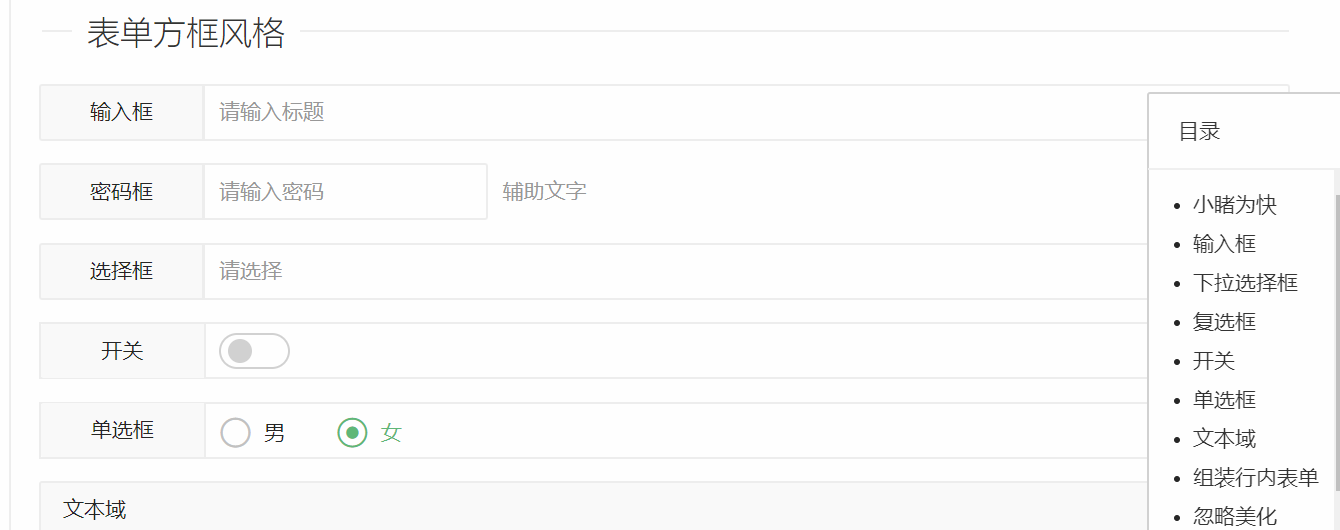 表单方框风格
输入框 请输入标题
密码框 请输入密码 辅助文字
选择框 请选择
开关
单选框 男 女
文本域
目录
小睹为快
输入框
下拉选择框
复选框
开关
单选框
文本域
组装行内表单
忽略美化